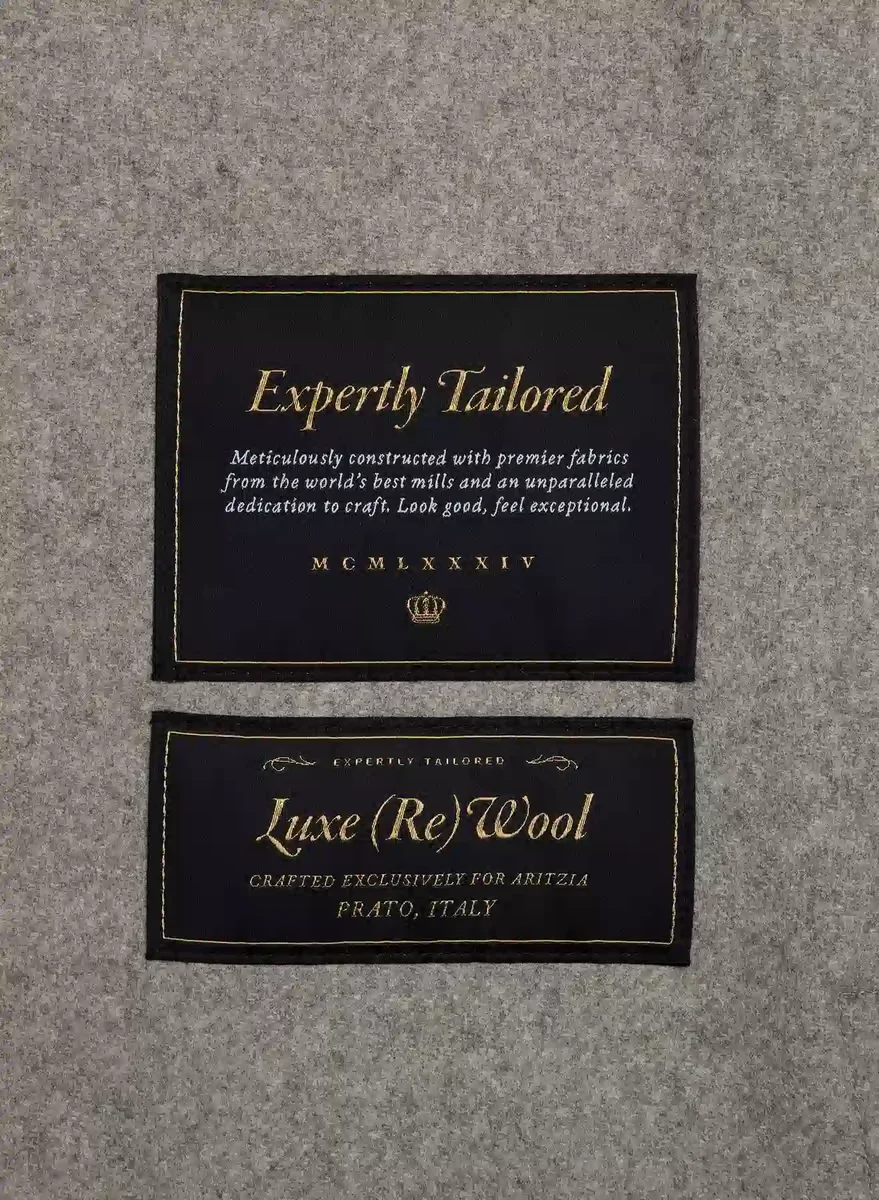 Expertly Tailored
Meticulously constructed with premier fabrics
from the world's best mills and an unparalleled
dedication to craft. Look good, feel exceptional.
MCMLXXXIV
EXPERTLY TAILORED
Luxe (Re)Wool
CRAFTED EXCLUSIVELY FOR ARITZIA
PRATO, ITALY